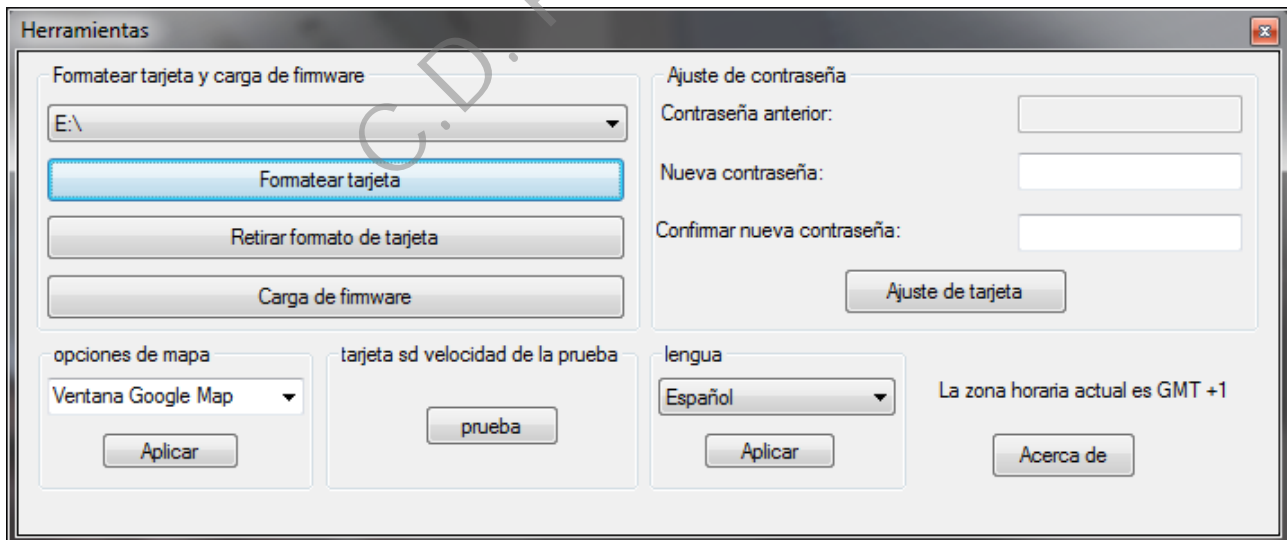 Herramientas
Formatear tarjeta y carga de firmware
E:\
Formatear tarjeta
Retirar formato de tarjeta
Carga de firmware
Ajuste de contraseña
Contraseña anterior:
Nueva contraseña:
Confirmar nueva contraseña:
Ajuste de tarjeta
opciones de mapa
Ventana Google Map
Aplicar
tarjeta sd velocidad de la prueba
prueba
lengua
Español
Aplicar
La zona horaria actual es GMT +1
Acerca de
C.D.